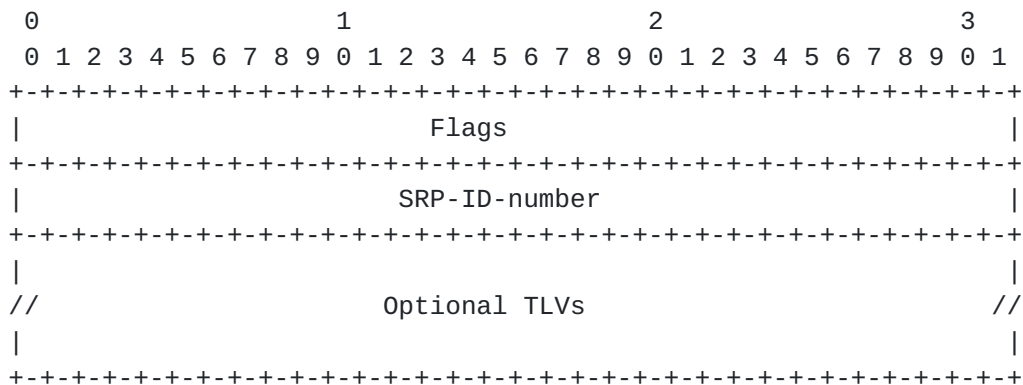 0                   1                   2                   3
 0 1 2 3 4 5 6 7 8 9 0 1 2 3 4 5 6 7 8 9 0 1 2 3 4 5 6 7 8 9 0 1
+-+-+-+-+-+-+-+-+-+-+-+-+-+-+-+-+-+-+-+-+-+-+-+-+-+-+-+-+-+-+-+-+
|                          Flags                                |
+-+-+-+-+-+-+-+-+-+-+-+-+-+-+-+-+-+-+-+-+-+-+-+-+-+-+-+-+-+-+-+-+
|                        SRP-ID-number                          |
+-+-+-+-+-+-+-+-+-+-+-+-+-+-+-+-+-+-+-+-+-+-+-+-+-+-+-+-+-+-+-+-+
|                                                               |
//                      Optional TLVs                          //
|                                                               |
+-+-+-+-+-+-+-+-+-+-+-+-+-+-+-+-+-+-+-+-+-+-+-+-+-+-+-+-+-+-+-+-+